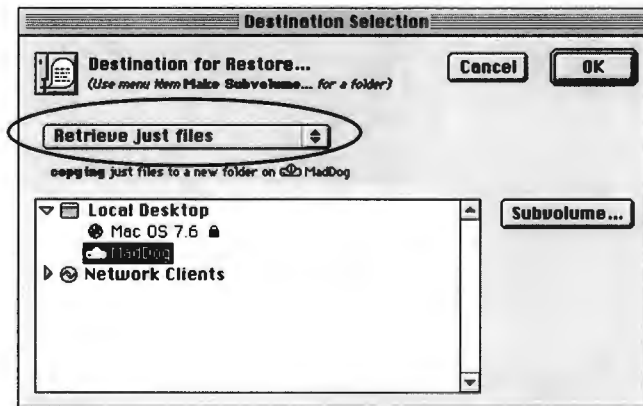 Destination Selection
Destination for Restore...
(Use menu item Make Subvolume... for a folder)
Cancel
OK
Retrieve just files
copying just files to a new folder on MadDog
Local Desktop
Mac OS 7.6
MadDog
Network Clients
Subvolume...